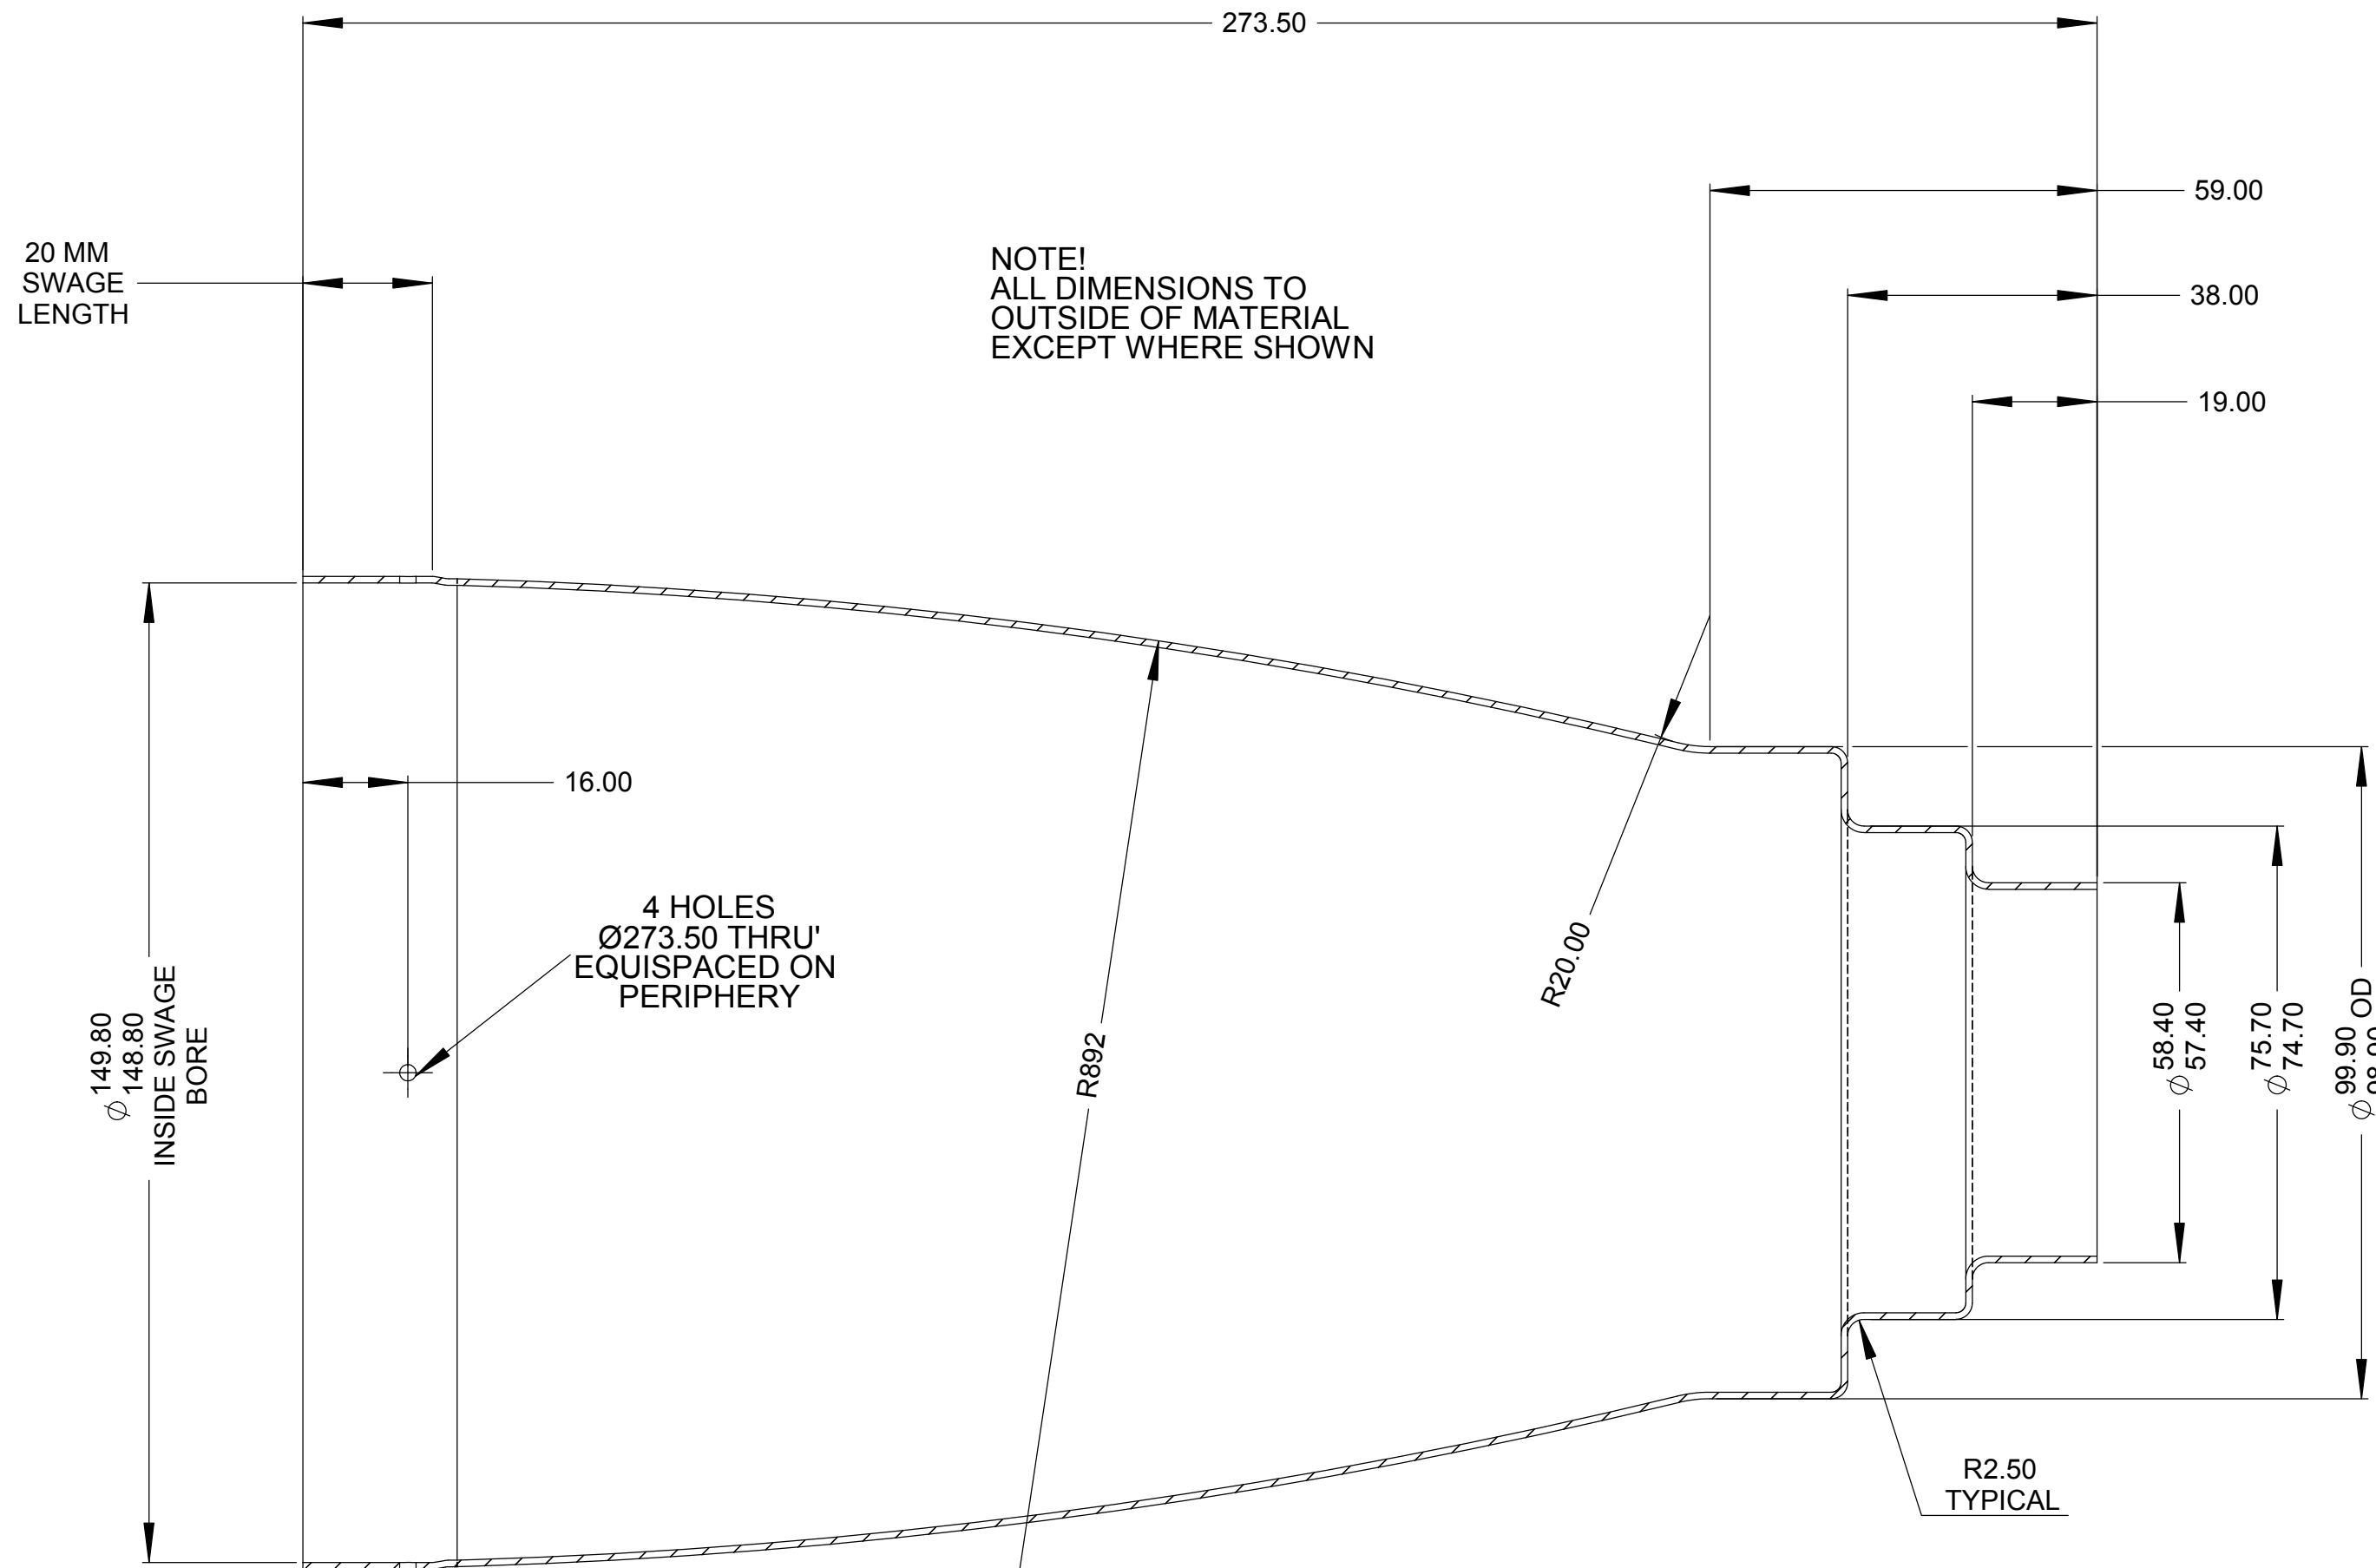 273.50
59.00
20 MM
SWAGE
LENGTH
NOTE!
ALL DIMENSIONS TO
OUTSIDE OF MATERIAL
EXCEPT WHERE SHOWN
38.00
19.00
16.00
4 HOLES
Ø273.50 THRU'
EQUISPACED ON
PERIPHERY
R20.00
R892
Ø 149.80
148.80
INSIDE SWAGE
BORE
Ø 58.40
57.40
Ø 75.70
74.70
Ø 99.90 OD
98.90
R2.50
TYPICAL